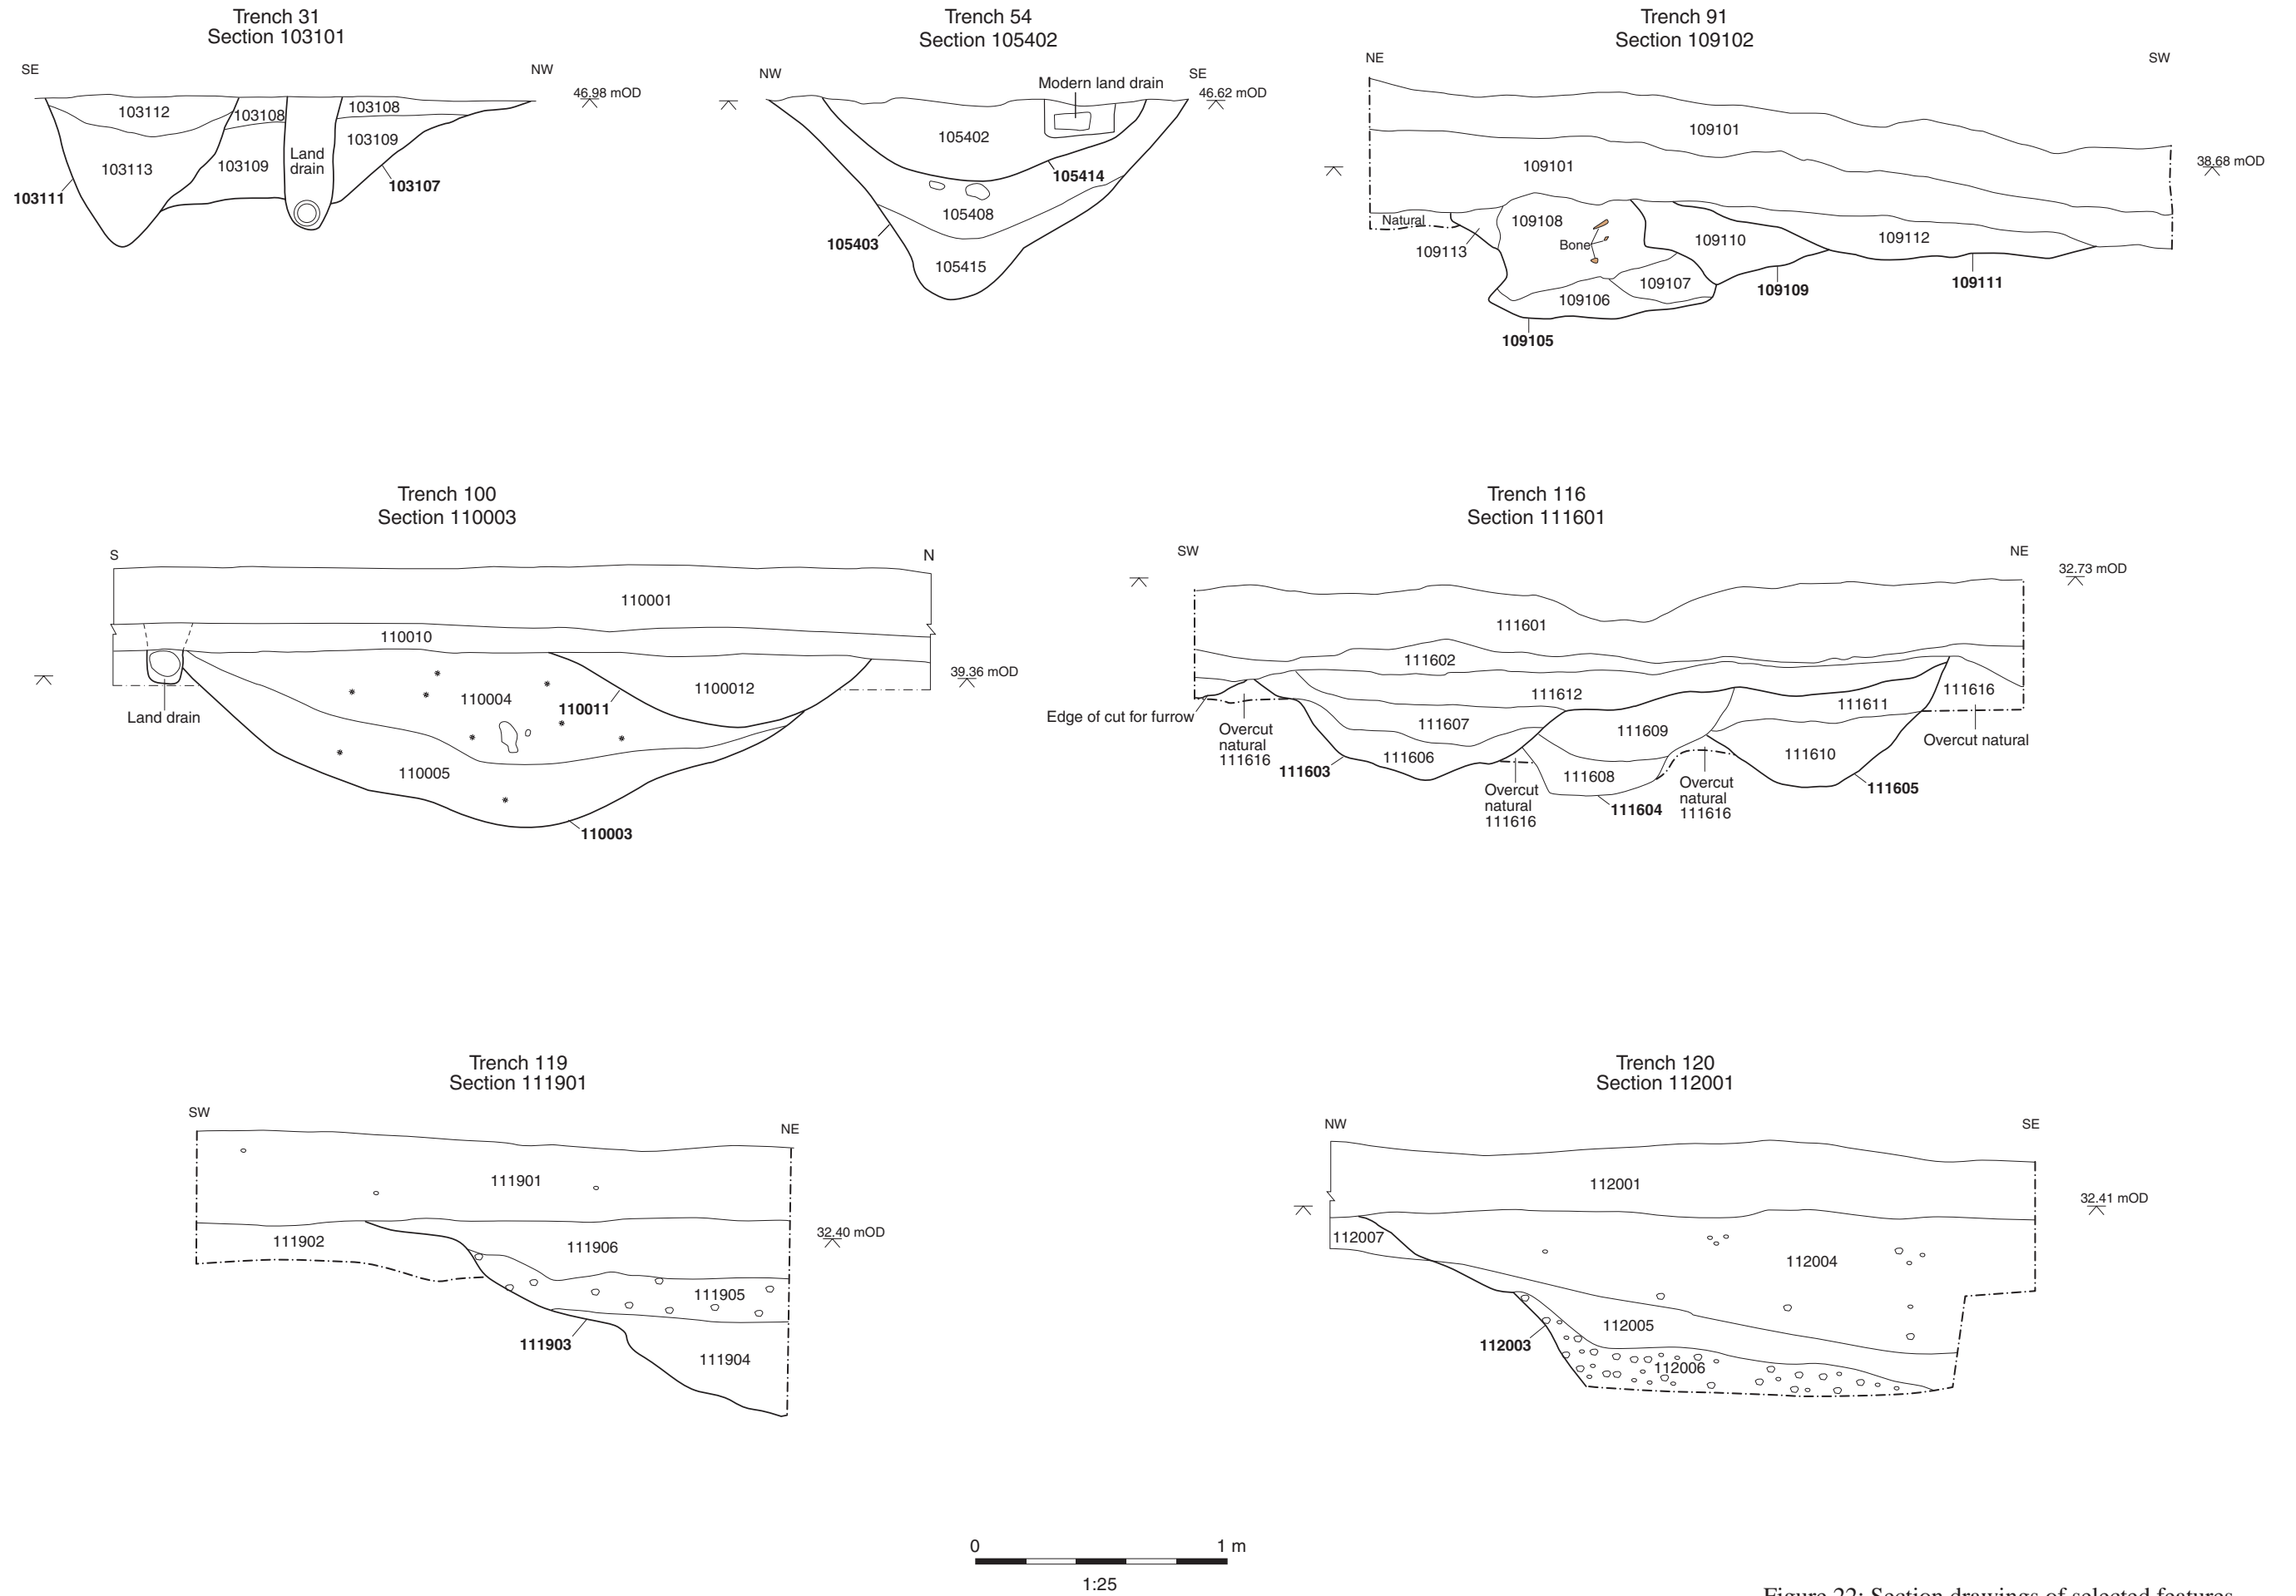 Trench 31
Section 103101
SE
NW
46.98 mOD
103112
103108
103108
103109
103113
103109
Land
drain
103111
103107
Trench 54
Section 105402
NW
SE
Modern land drain
46.62 mOD
105402
105414
105408
105403
105415
Trench 91
Section 109102
NE
SW
109101
109101
38.68 mOD
Natural
109108
109113
Bone
109110
109112
109107
109106
109109
109111
109105
Trench 100
Section 110003
S
N
110001
110010
39.36 mOD
110004
110011
1100012
Land drain
110005
110003
Trench 116
Section 111601
SW
NE
32.73 mOD
111601
111602
111612
111616
111611
Edge of cut for furrow
111607
111609
Overcut
natural
111616
Overcut natural
111606
111603
111610
111608
Overcut
natural
111616
Overcut
natural
111616
111604
111605
Trench 119
Section 111901
SW
NE
111901
32.40 mOD
111902
111906
111905
111903
111904
Trench 120
Section 112001
NW
SE
112001
32.41 mOD
112007
112004
112005
112003
112006
0
1 m
1:25
Figure 22: Section drawings of selected features